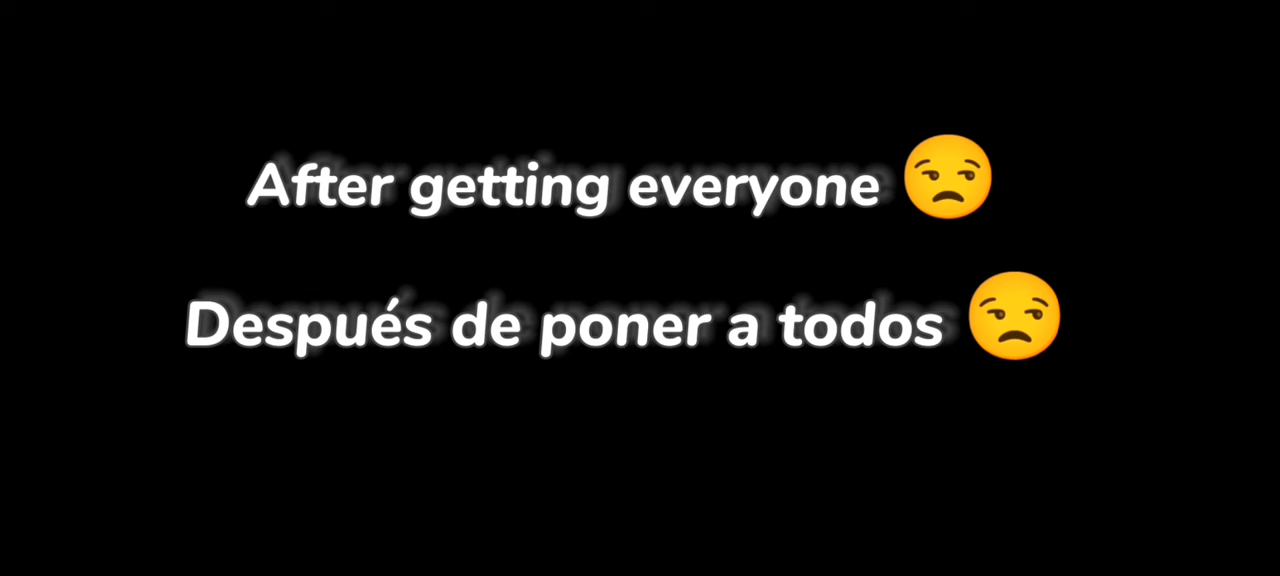 After getting everyone 😒
Después de poner a todos 😒